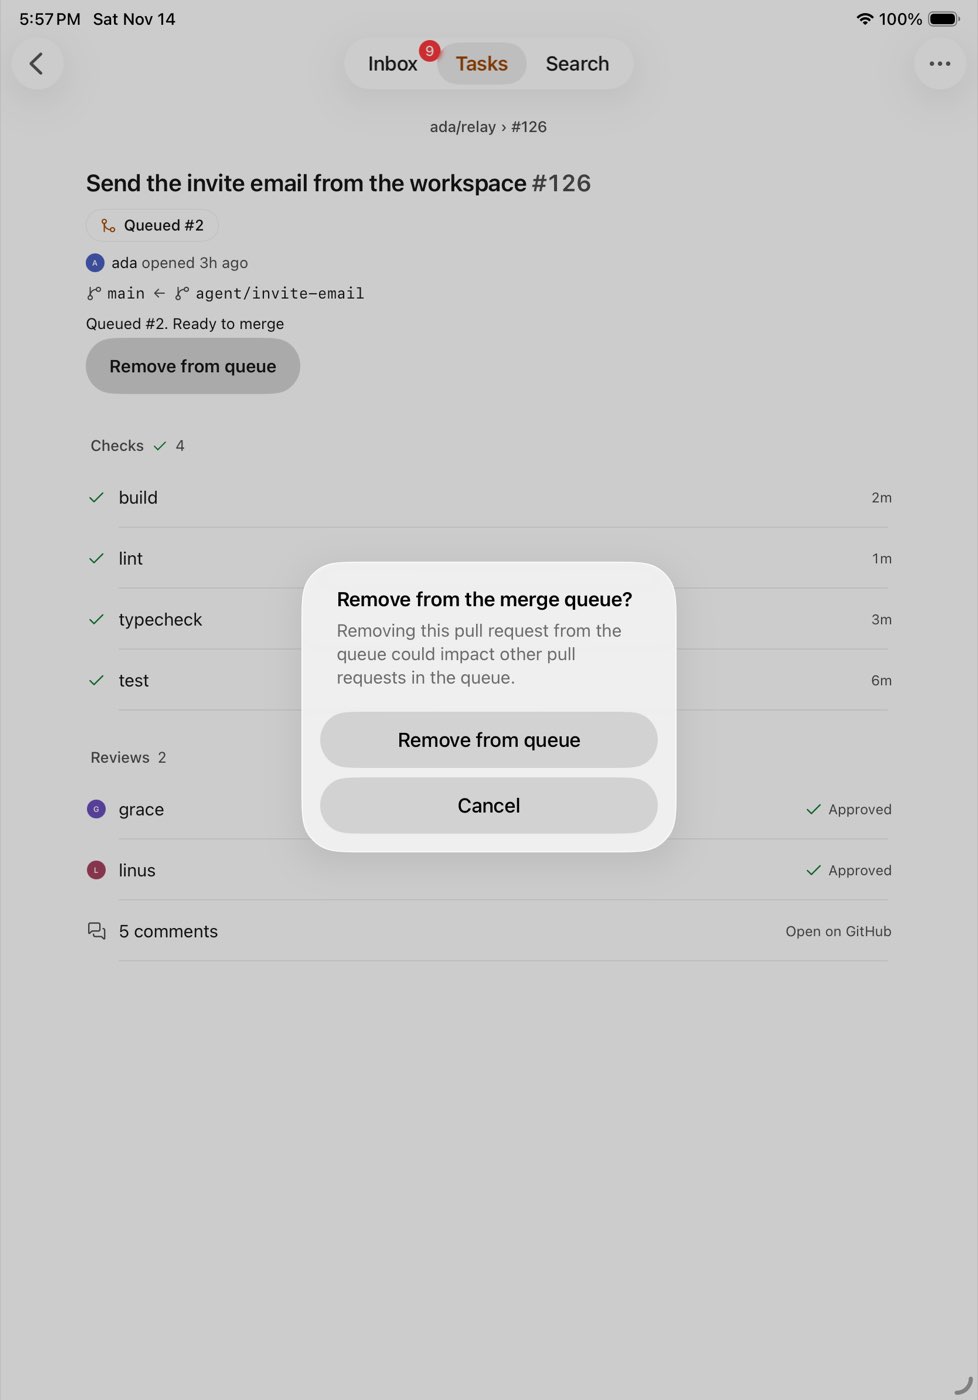 5:57 PM Sat Nov 14
100%
Inbox 9 Tasks Search
ada/relay › #126
Send the invite email from the workspace #126
Queued #2
A ada opened 3h ago
main ← agent/invite-email
Queued #2. Ready to merge
Remove from queue
Checks 4
build 2m
lint 1m
typecheck 3m
test 6m
Reviews 2
G grace Approved
L linus Approved
5 comments Open on GitHub
Remove from the merge queue?
Removing this pull request from the
queue could impact other pull
requests in the queue.
Remove from queue
Cancel